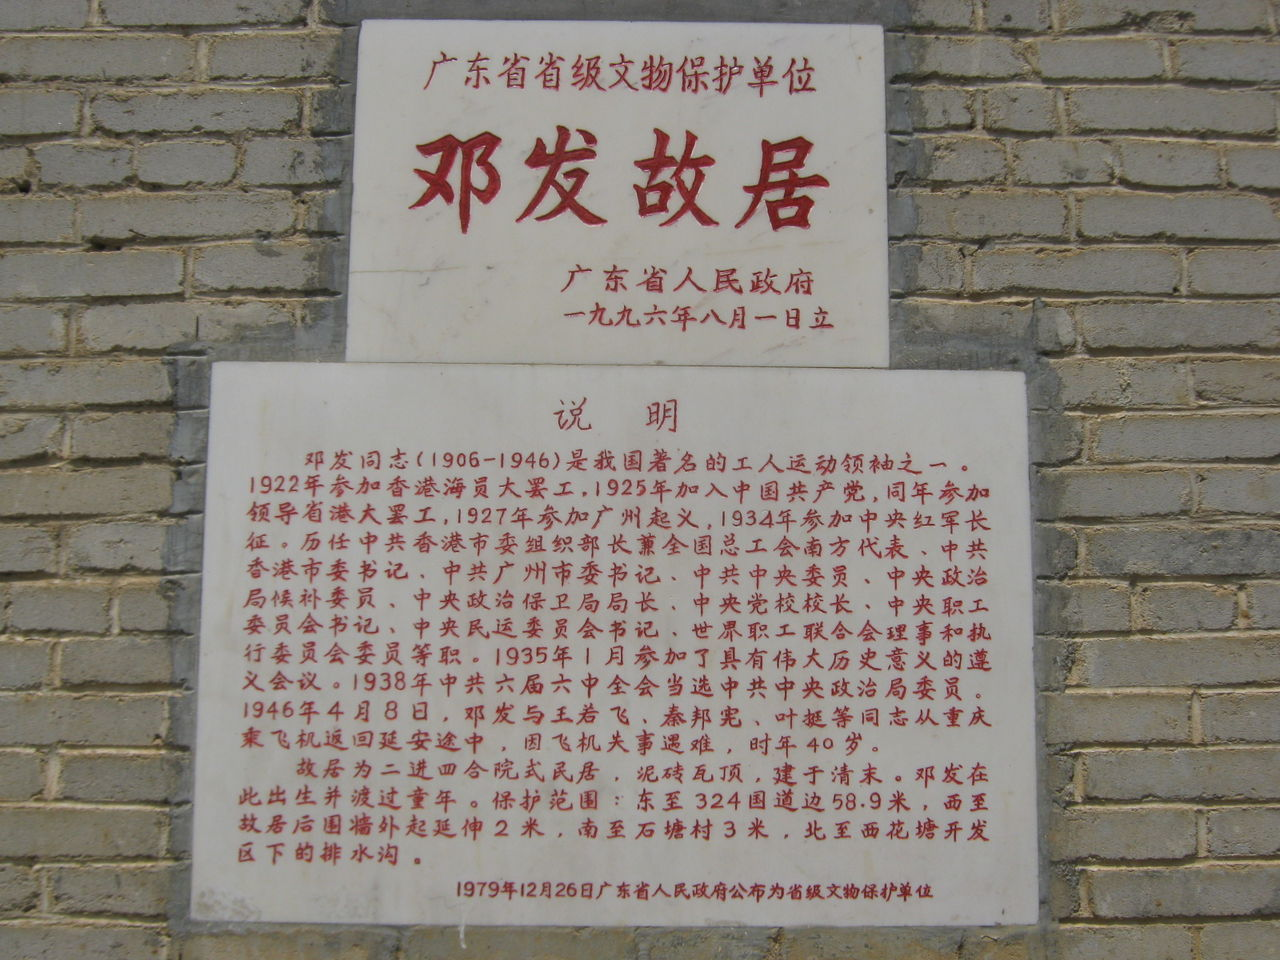 广东省省级文物保护单位
邓发故居
广东省人民政府
一九九六年八月一日立
说明
邓发同志(1906-1946)是我国著名的工人运动领袖之一。
1922年参加香港海员大罢工,1925年加入中国共产党,同年参加
领导省港大罢工,1927年参加广州起义,1934年参加中央红军长
征。历任中共香港市委组织部长兼全国总工会南方代表、中共
香港市委书记、中共广州市委书记、中共中央委员、中央政治
局候补委员、中央政治保卫局局长、中央党校校长、中央职工
委员会书记、中央民运委员会书记、世界职工联合会理事和执
行委员会委员等职。1935年1月参加了具有伟大历史意义的遵
义会议。1938年中共六届六中全会当选中共中央政治局委员。
1946年4月8日,邓发与王若飞、秦邦宪、叶挺等同志从重庆
乘飞机返回延安途中,因飞机失事遇难,时年40岁。
故居为二进四合院式民居,泥砖瓦顶,建于清末。邓发在
此出生并渡过童年。保护范围:东至324国道边58.9米,西至
故居后围墙外起延伸2米,南至石塘村3米,北至西花塘开发
区下的排水沟。
1979年12月26日广东省人民政府公布为省级文物保护单位